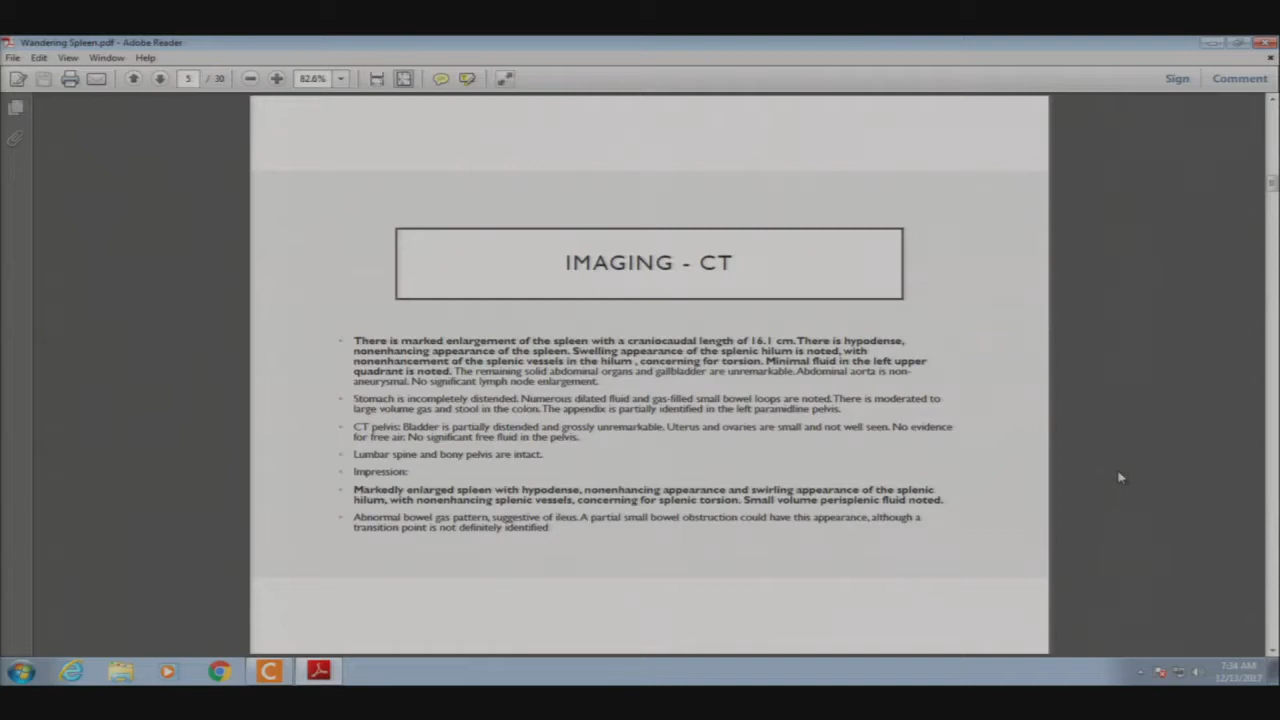 Wandering Spleen.pdf - Adobe Reader
File Edit View Window Help
5 / 30 82.6% Sign Comment
IMAGING - CT
There is marked enlargement of the spleen with a craniocaudal length of 16.1 cm. There is hypodense,
nonenhancing appearance of the spleen. Swelling appearance of the splenic hilum is noted, with
nonenhancement of the splenic vessels in the hilum , concerning for torsion. Minimal fluid in the left upper
quadrant is noted. The remaining solid abdominal organs and gallbladder are unremarkable. Abdominal aorta is non-
aneurysmal. No significant lymph node enlargement.
Stomach is incompletely distended. Numerous dilated fluid and gas-filled small bowel loops are noted. There is moderated to
large volume gas and stool in the colon. The appendix is partially identified in the left paramidline pelvis.
CT pelvis: Bladder is partially distended and grossly unremarkable. Uterus and ovaries are small and not well seen. No evidence
for free air. No significant free fluid in the pelvis.
Lumbar spine and bony pelvis are intact.
Impression:
Markedly enlarged spleen with hypodense, nonenhancing appearance and swirling appearance of the splenic
hilum, with nonenhancing splenic vessels, concerning for splenic torsion. Small volume perisplenic fluid noted.
Abnormal bowel gas pattern, suggestive of ileus. A partial small bowel obstruction could have this appearance, although a
transition point is not definitely identified
7:34 AM
12/13/2017